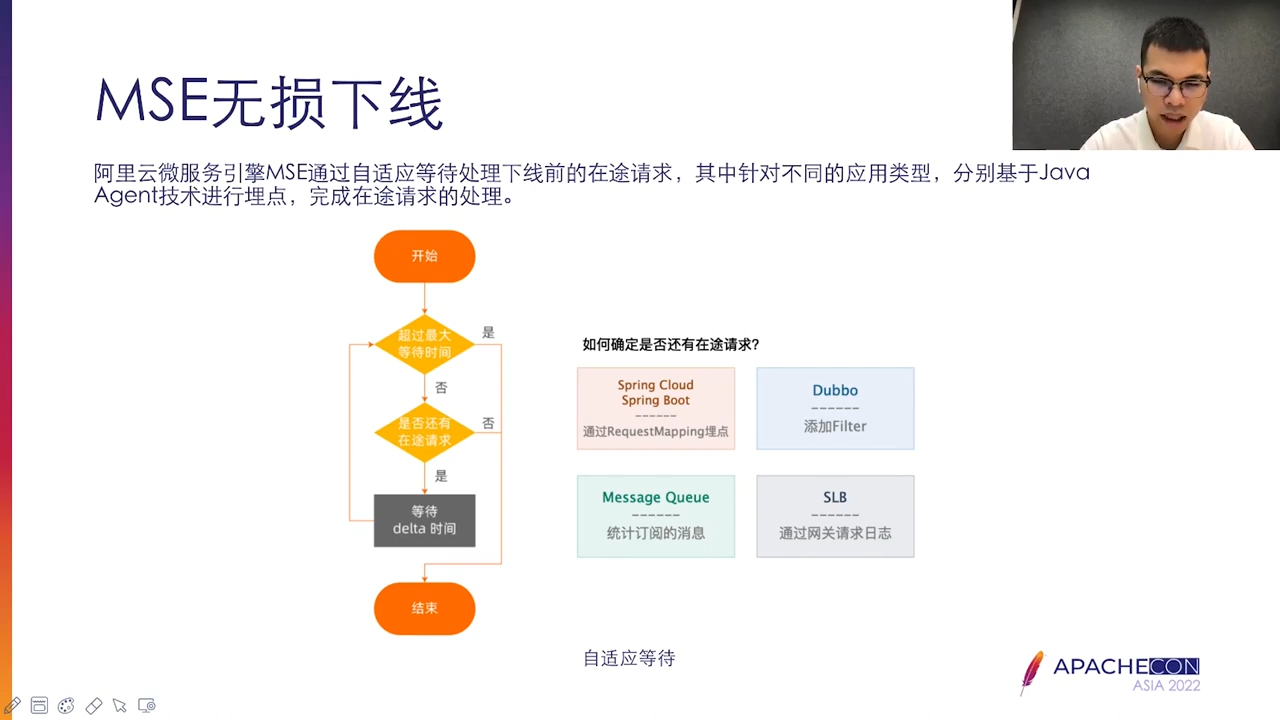 MSE无损下线
阿里云微服务引擎MSE通过自适应等待处理下线前的在途请求，其中针对不同的应用类型，分别基于Java
Agent技术进行埋点，完成在途请求的处理。
开始
超过最大
等待时间
是
否
是否还有
在途请求
否
是
等待
delta 时间
结束
如何确定是否还有在途请求?
Spring Cloud
Spring Boot
------
通过RequestMapping埋点
Dubbo
------
添加Filter
Message Queue
------
统计订阅的消息
SLB
------
通过网关请求日志
自适应等待
APACHECON
ASIA 2022